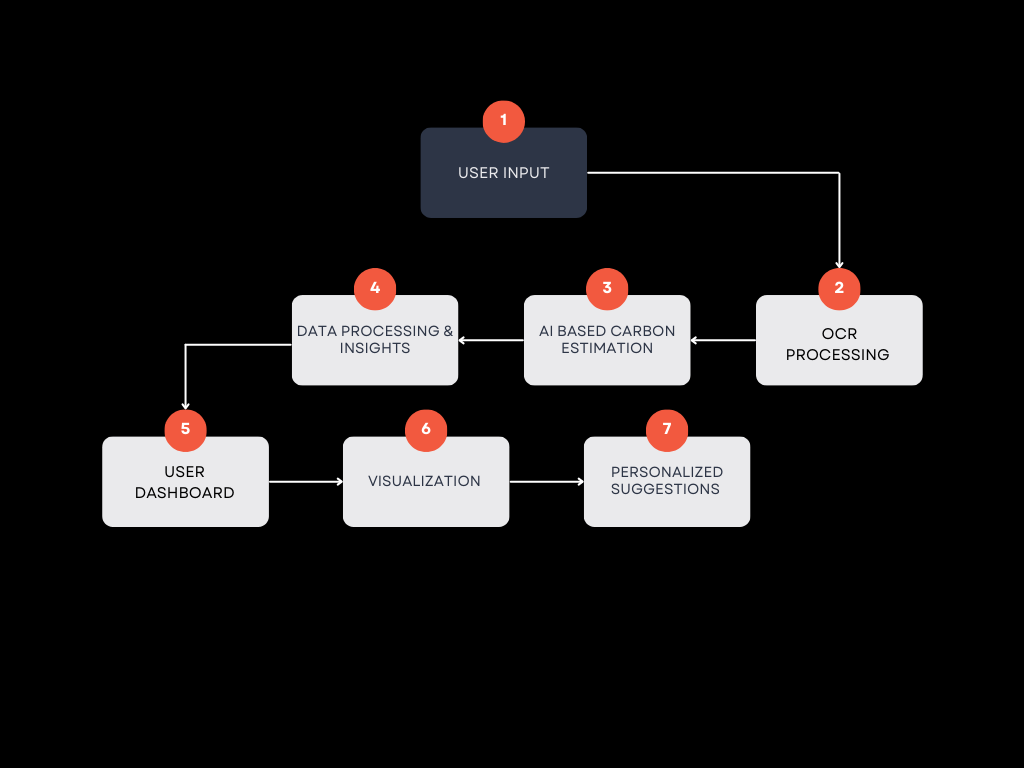 1
USER INPUT
2
OCR
PROCESSING
3
AI BASED CARBON
ESTIMATION
4
DATA PROCESSING &
INSIGHTS
5
USER
DASHBOARD
6
VISUALIZATION
7
PERSONALIZED
SUGGESTIONS